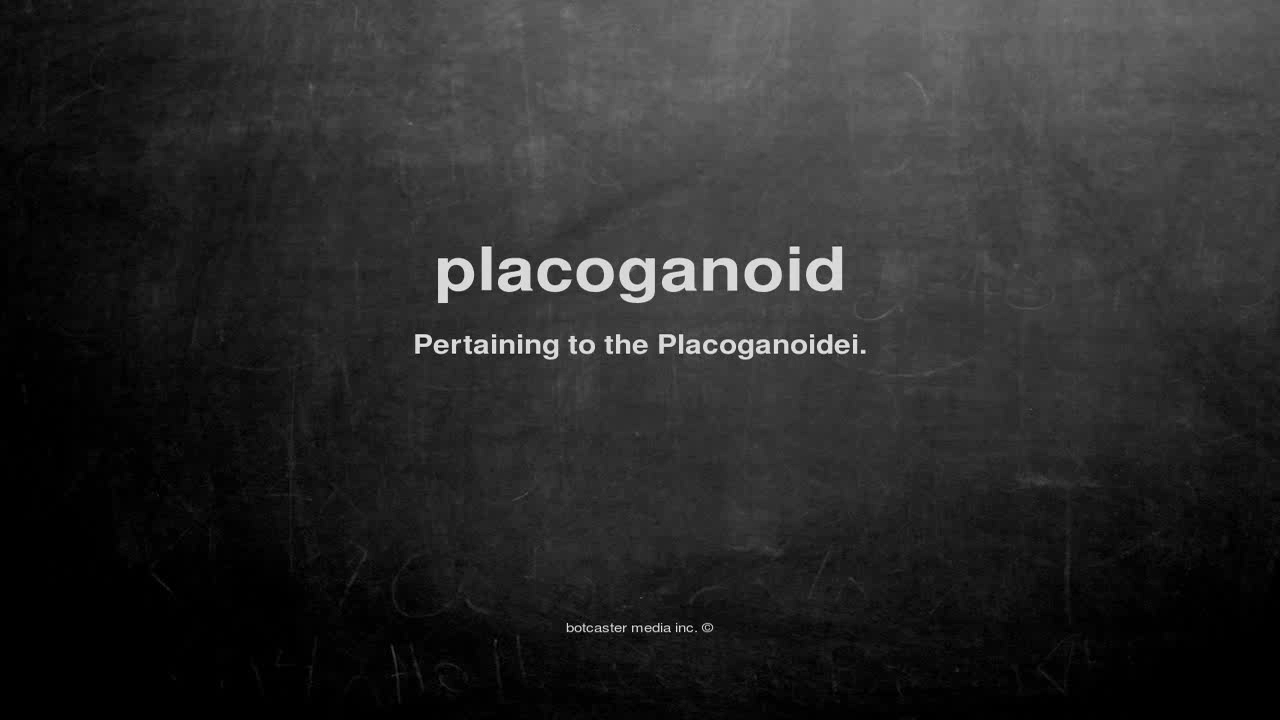 placoganoid
Pertaining to the Placoganoidei.
botcaster media inc. ©